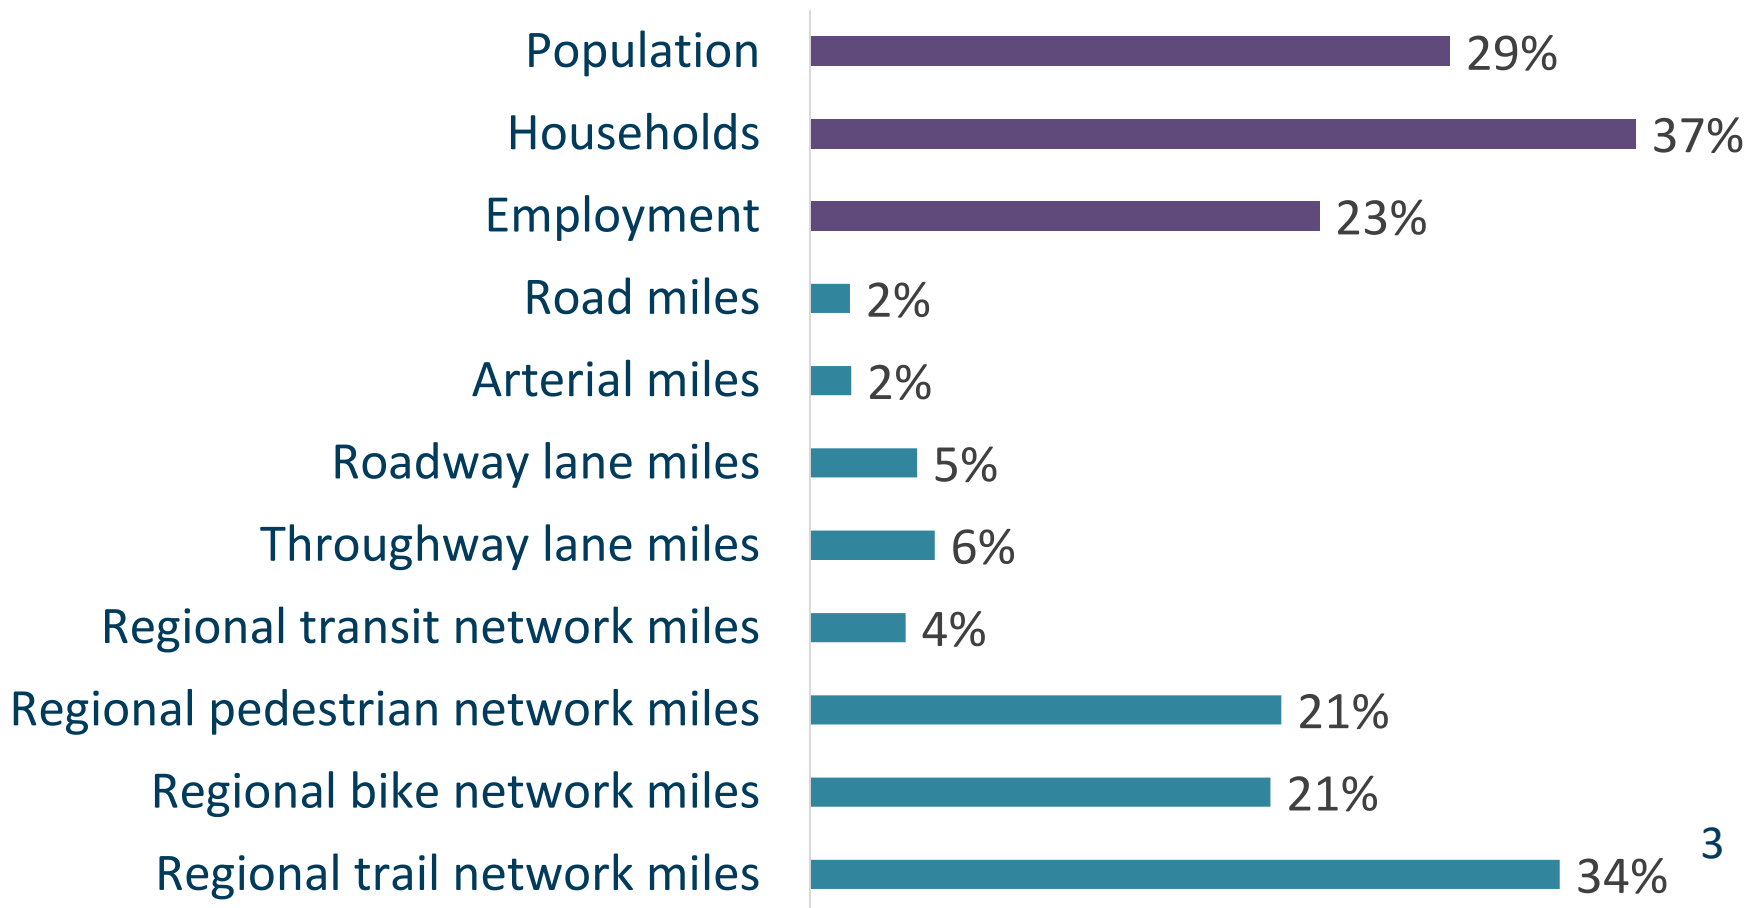 Population 29%
Households 37%
Employment 23%
Road miles 2%
Arterial miles 2%
Roadway lane miles 5%
Throughway lane miles 6%
Regional transit network miles 4%
Regional pedestrian network miles 21%
Regional bike network miles 21%
3
Regional trail network miles 34%